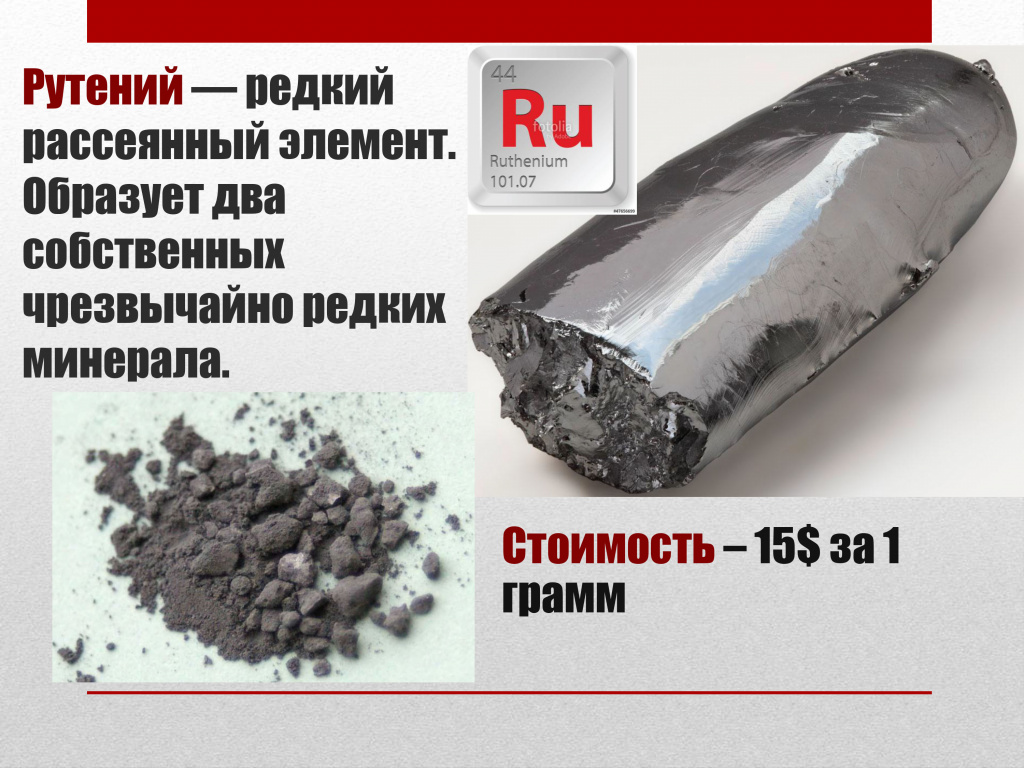 Рутений — редкий
рассеянный элемент.
Образует два
собственных
чрезвычайно редких
минерала.
44
Ru
fotolia
Ruthenium
101.07
Стоимость – 15$ за 1
грамм